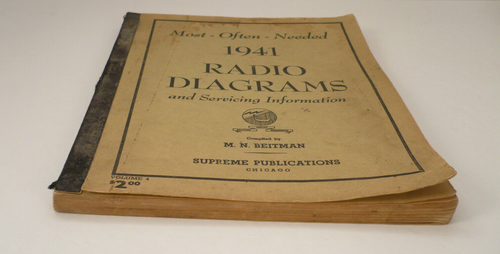 Most - Often - Needed
1941
RADIO
DIAGRAMS
and Servicing Information
Compiled by
M. N. BEITMAN
SUPREME PUBLICATIONS
CHICAGO
VOLUME 4
$2.00